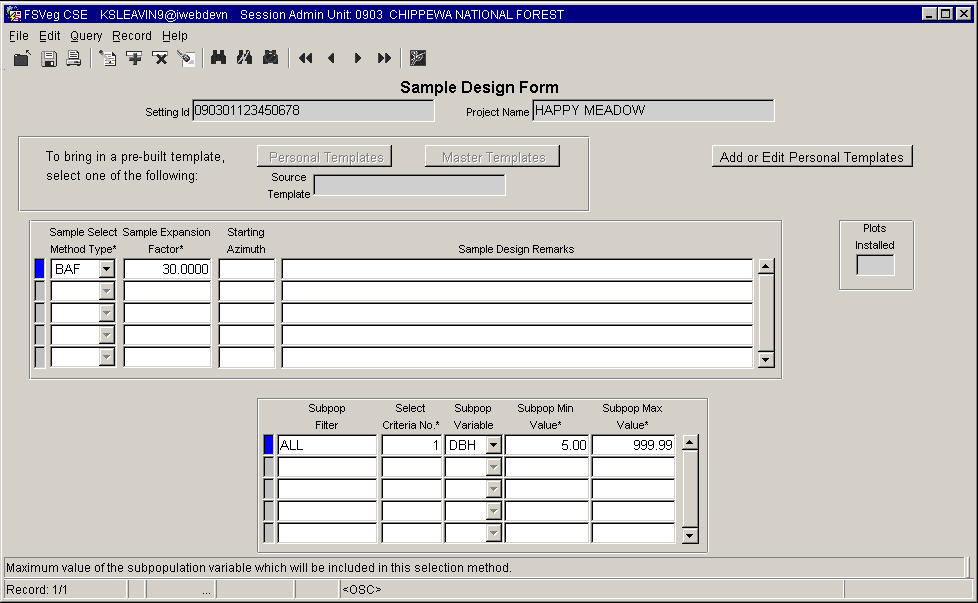 FSVeg CSE KSLEAVIN9@iwebdevn Session Admin Unit: 0903 CHIPPEWA NATIONAL FOREST
File Edit Query Record Help
Sample Design Form
Setting Id 090301123450678 Project Name HAPPY MEADOW
To bring in a pre-built template,
select one of the following:
Personal Templates Master Templates
Source
Template
Add or Edit Personal Templates
Sample Select Sample Expansion Starting
Method Type* Factor* Azimuth Sample Design Remarks
BAF 30.0000
Plots
Installed
Subpop Select Subpop Subpop Min Subpop Max
Filter Criteria No.* Variable Value* Value*
ALL 1 DBH 5.00 999.99
Maximum value of the subpopulation variable which will be included in this selection method.
Record: 1/1 ... <OSC>